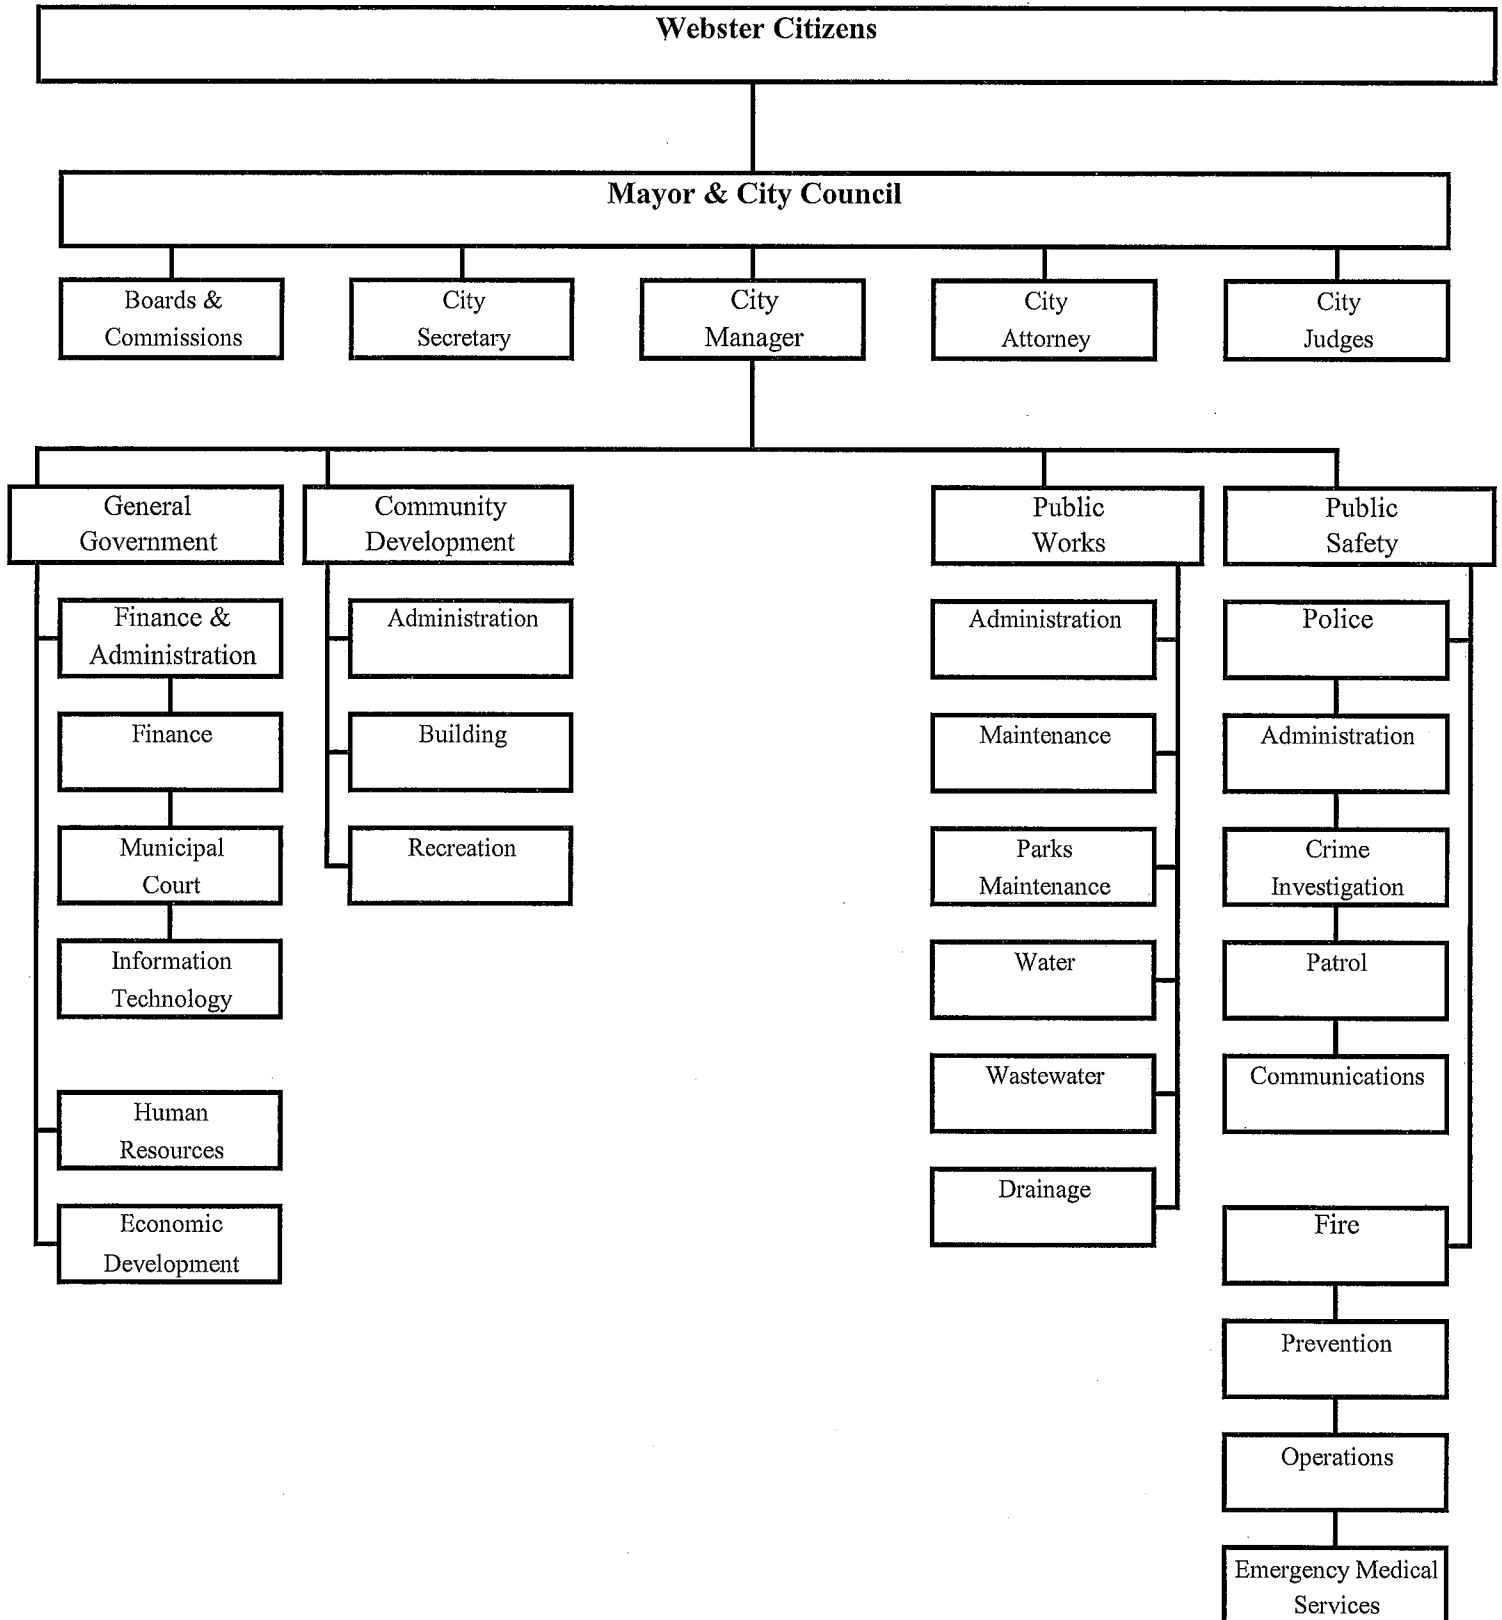 Webster Citizens
Mayor & City Council
Boards &
Commissions
City
Secretary
City
Manager
City
Attorney
City
Judges
General
Government
Finance &
Administration
Finance
Municipal
Court
Information
Technology
Human
Resources
Economic
Development
Community
Development
Administration
Building
Recreation
Public
Works
Administration
Maintenance
Parks
Maintenance
Water
Wastewater
Drainage
Public
Safety
Police
Administration
Crime
Investigation
Patrol
Communications
Fire
Prevention
Operations
Emergency Medical
Services